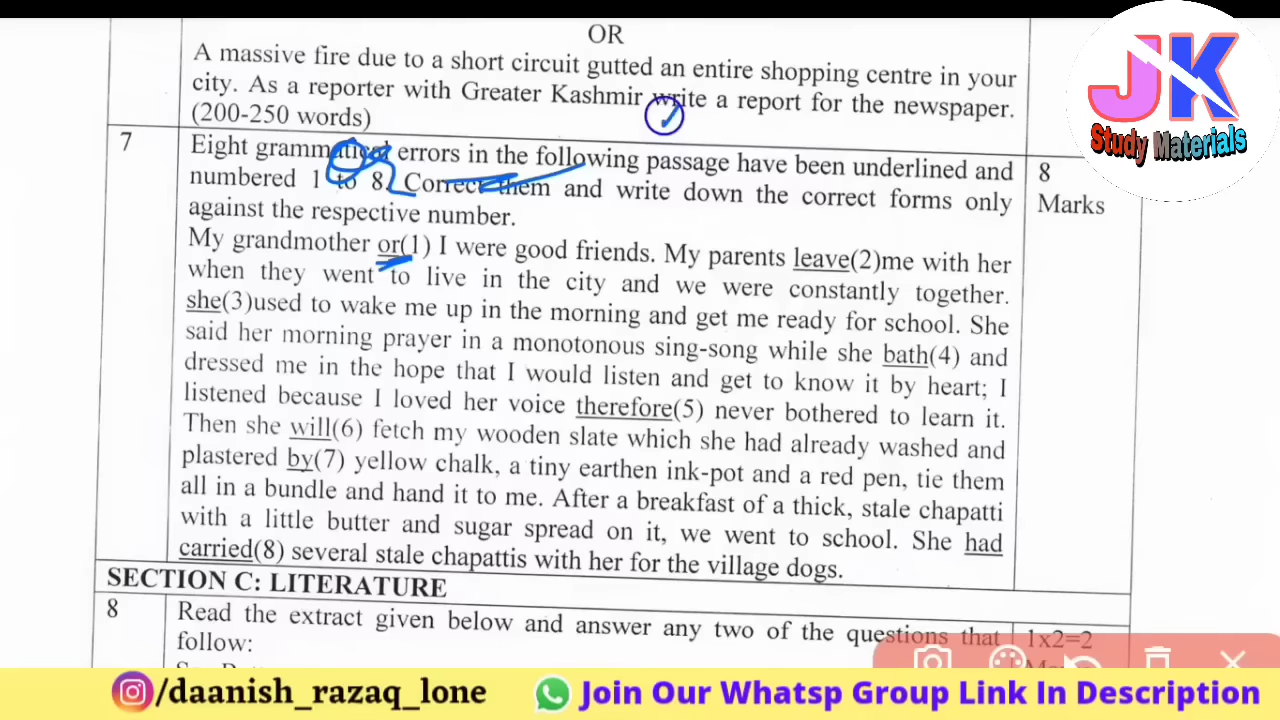 OR
A massive fire due to a short circuit gutted an entire shopping centre in your
city. As a reporter with Greater Kashmir write a report for the newspaper.
(200-250 words)
7
Eight grammatical errors in the following passage have been underlined and
numbered 1 to 8. Correct them and write down the correct forms only
against the respective number.
8
Marks
My grandmother or(1) I were good friends. My parents leave(2)me with her
when they went to live in the city and we were constantly together.
she(3)used to wake me up in the morning and get me ready for school. She
said her morning prayer in a monotonous sing-song while she bath(4) and
dressed me in the hope that I would listen and get to know it by heart; I
listened because I loved her voice therefore(5) never bothered to learn it.
Then she will(6) fetch my wooden slate which she had already washed and
plastered by(7) yellow chalk, a tiny earthen ink-pot and a red pen, tie them
all in a bundle and hand it to me. After a breakfast of a thick, stale chapatti
with a little butter and sugar spread on it, we went to school. She had
carried(8) several stale chapattis with her for the village dogs.
SECTION C: LITERATURE
8
Read the extract given below and answer any two of the questions that
follow:
1x2=2
JK
Study Materials
/daanish_razaq_lone
Join Our Whatsp Group Link In Description